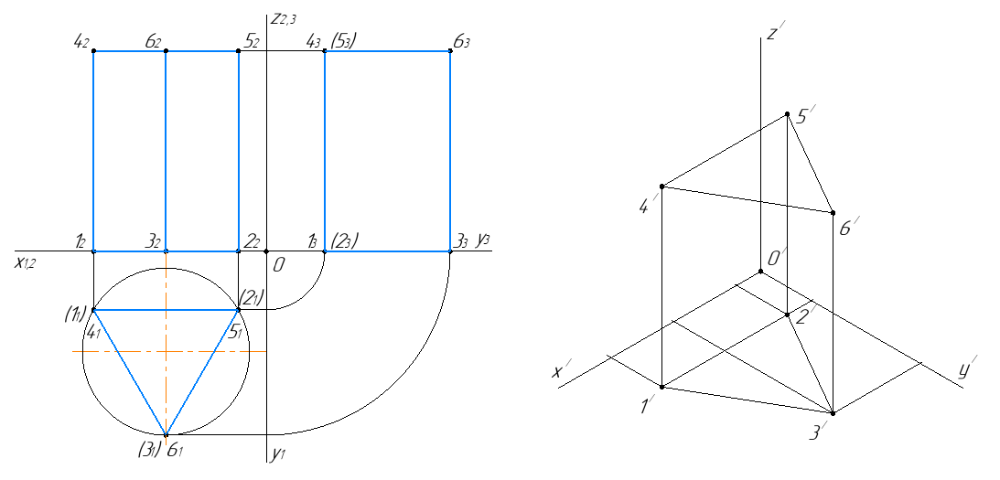 z2,3
42 62 52 43 (53) 63
12 32 22 13 (23) 33 y3
x1,2 0
(11) 41 (21) 51
(31) 61 y1
z′
5′
4′ 6′
0′
2′
x′ y′
1′
3′